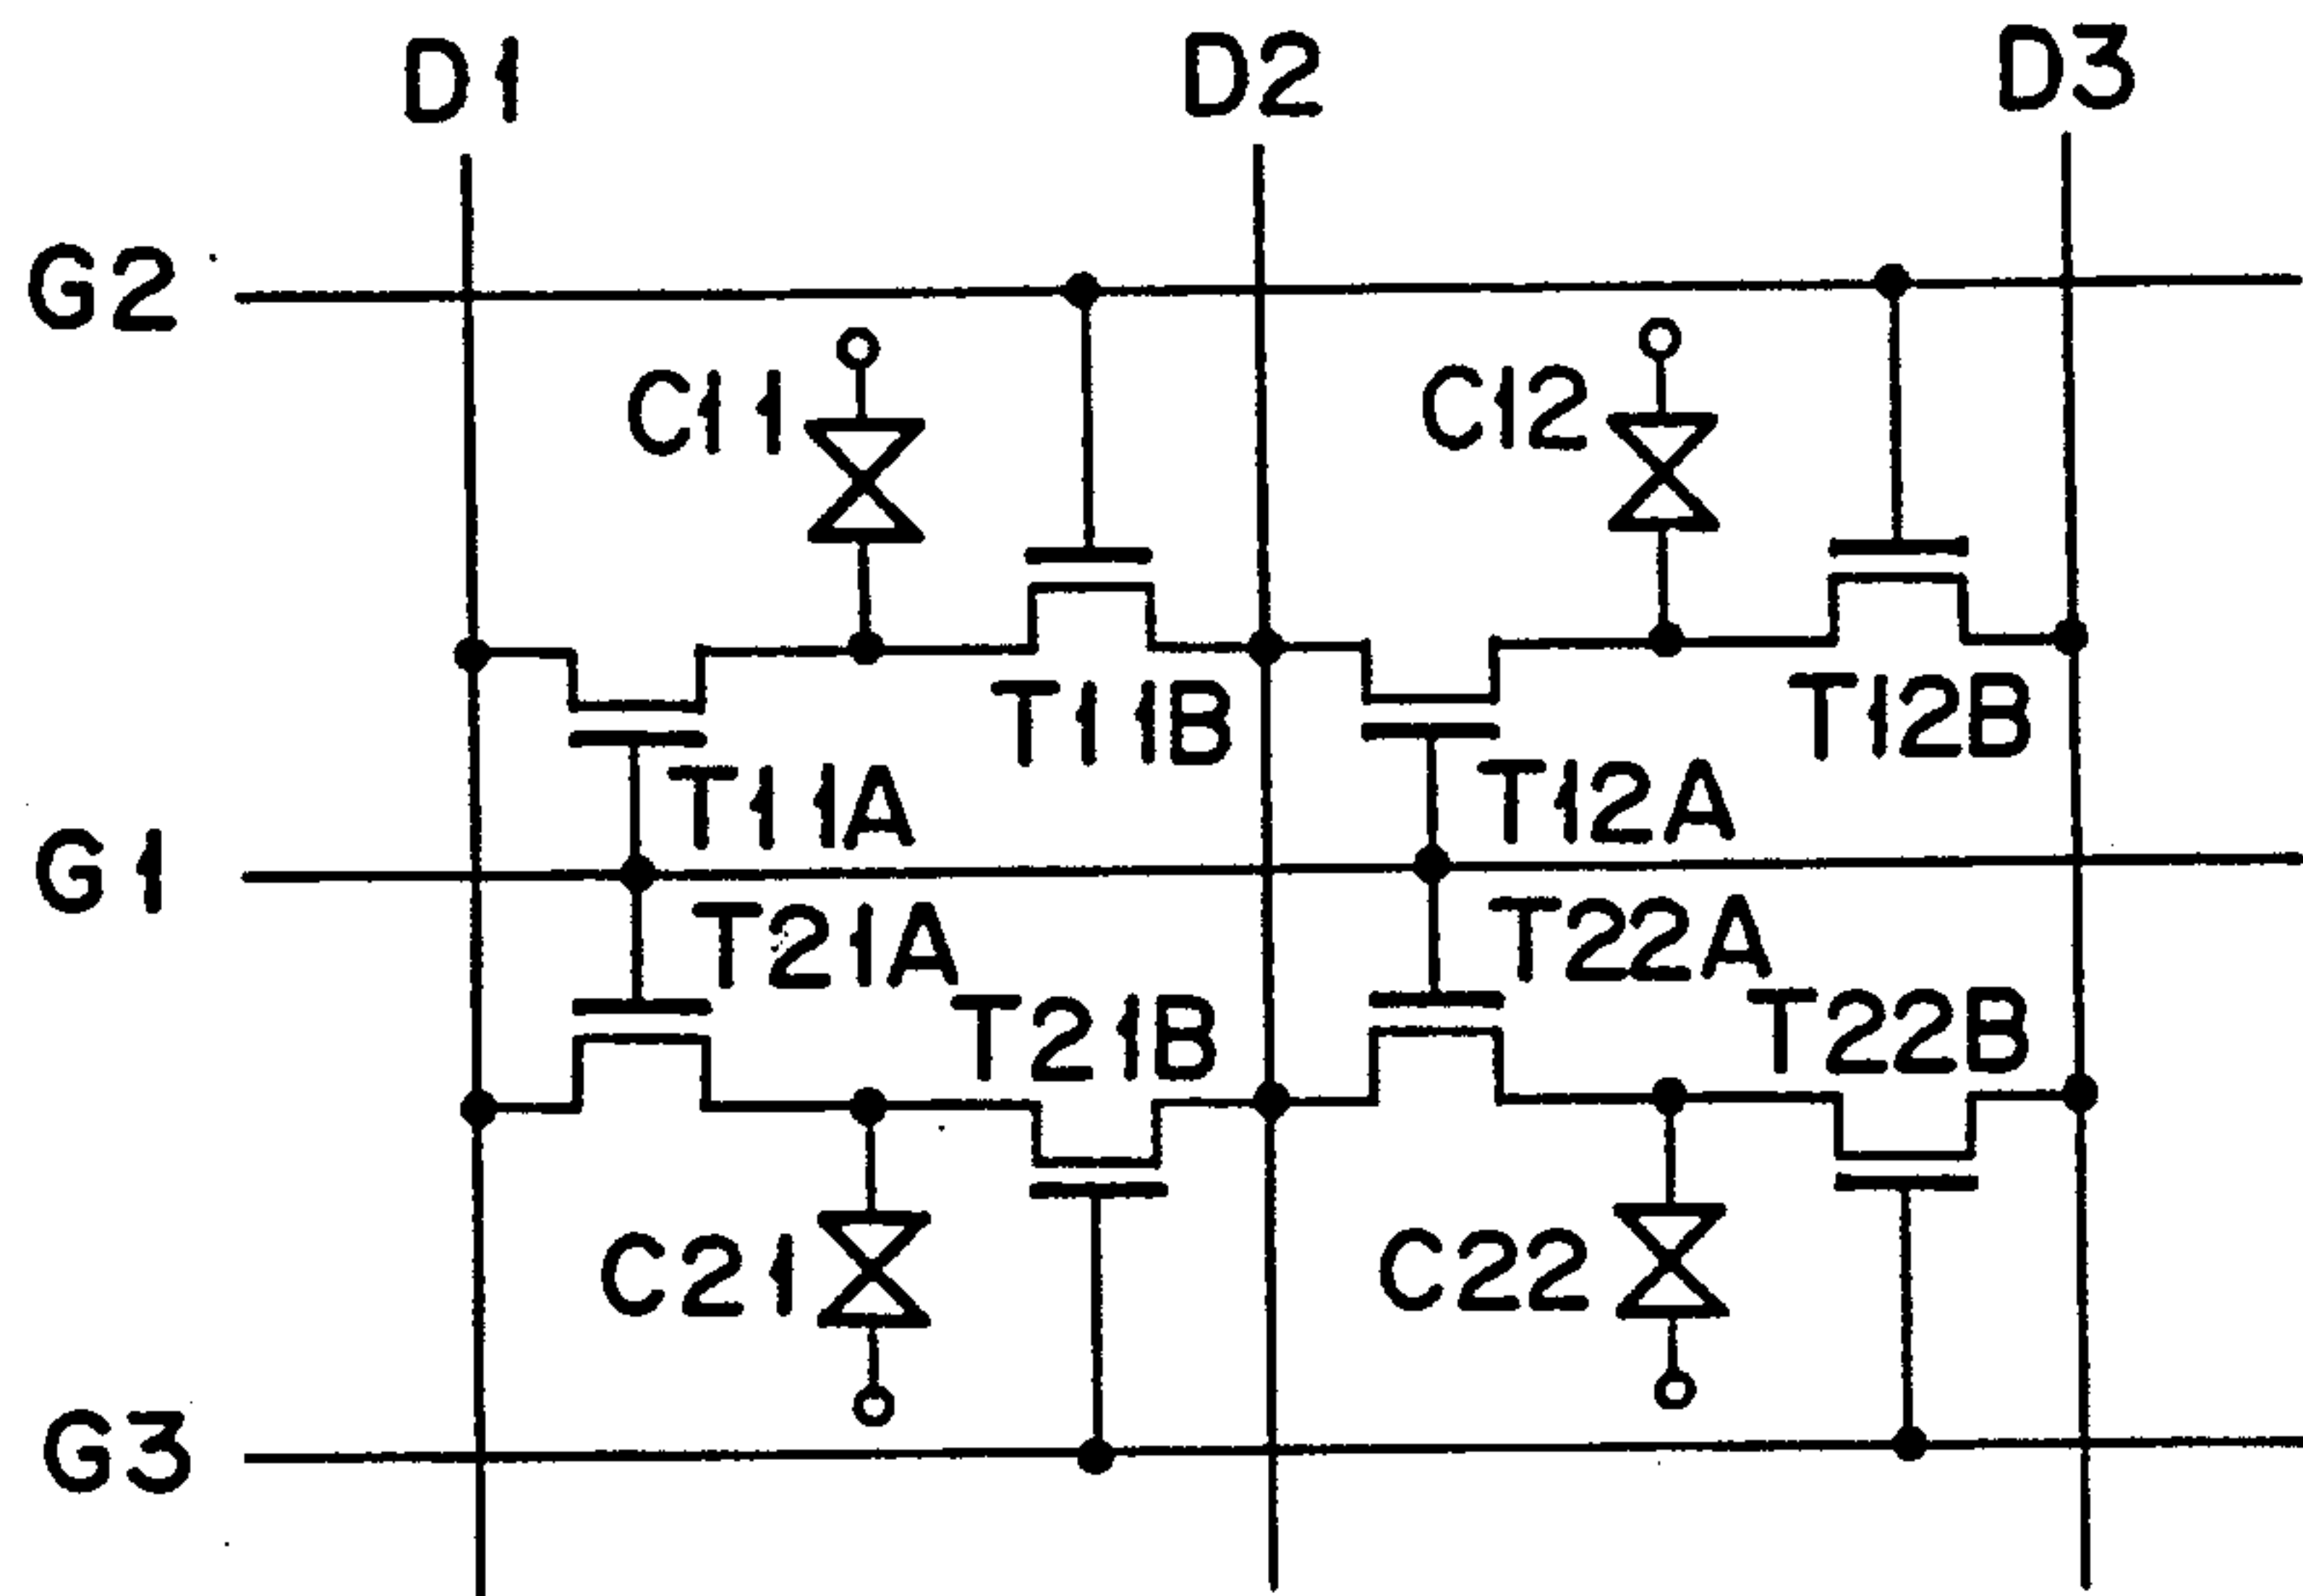 D1 D2 D3
G2
C11 C12
T11B T12B
T11A T12A
G1
T21A T22A
T21B T22B
C21 C22
G3